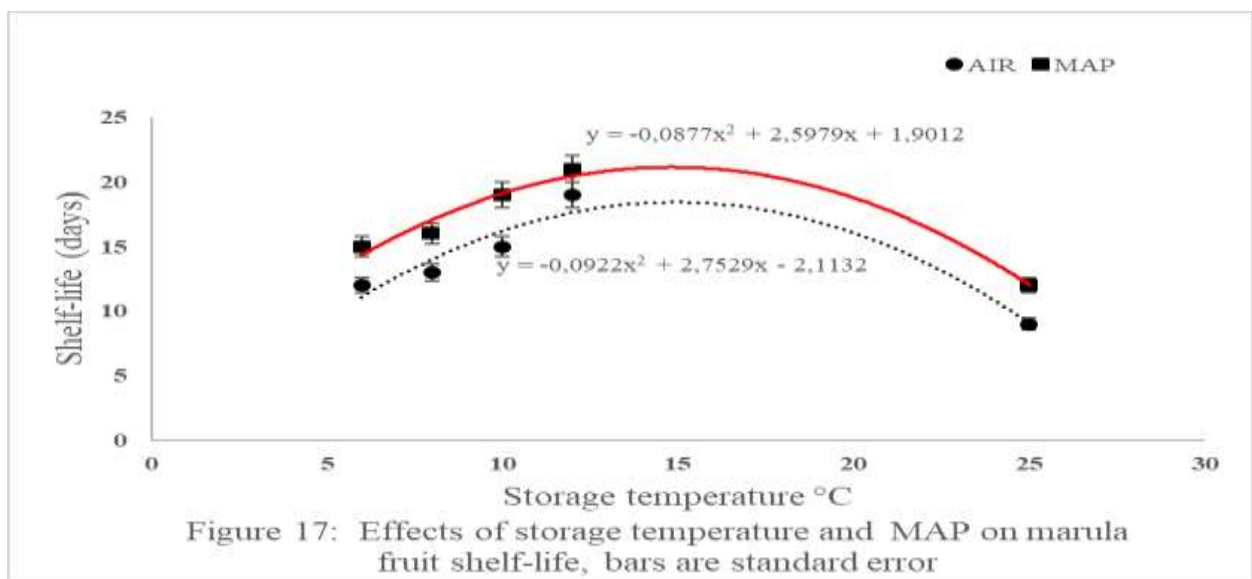 ● AIR ■ MAP
25
y = -0,0877x² + 2,5979x + 1,9012
20
15
y = -0,0922x² + 2,7529x - 2,1132
10
5
0
Shelf-life (days)
0 5 10 15 20 25 30
Storage temperature °C
Figure 17: Effects of storage temperature and MAP on marula
fruit shelf-life, bars are standard error